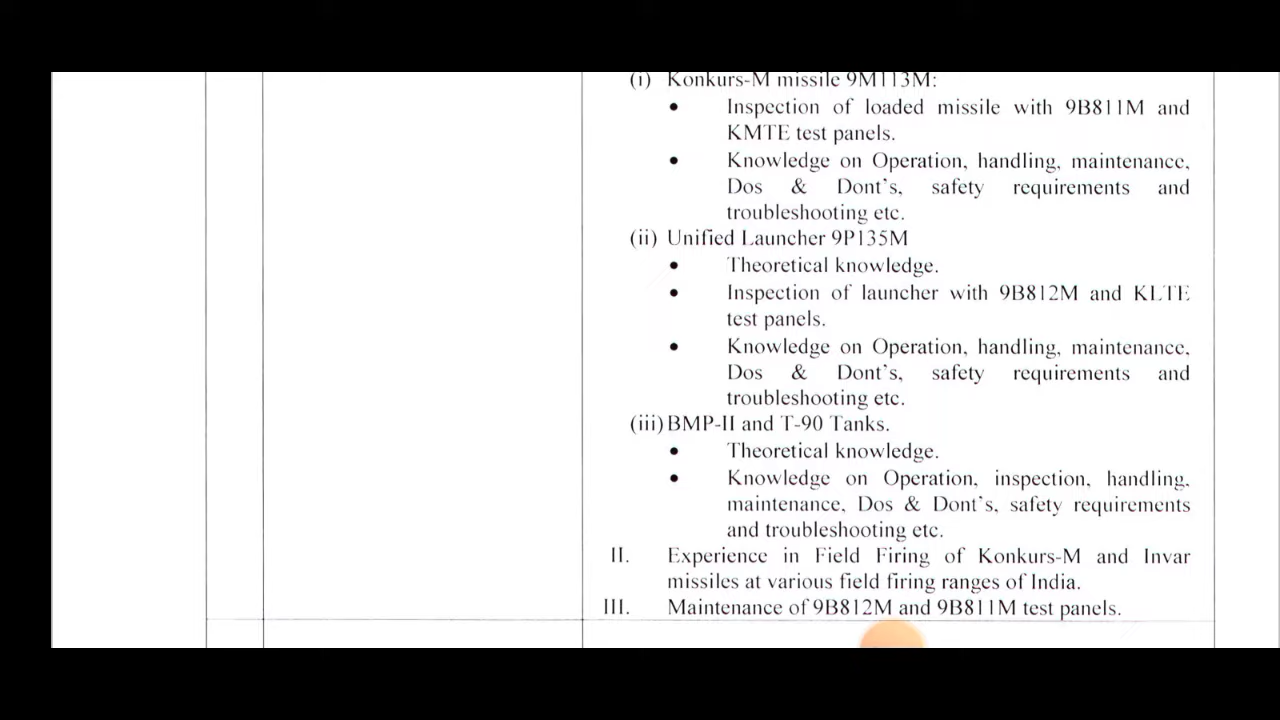 (i) Konkurs-M missile 9M113M:
• Inspection of loaded missile with 9B811M and
KMTE test panels.
• Knowledge on Operation, handling, maintenance,
Dos & Dont's, safety requirements and
troubleshooting etc.
(ii) Unified Launcher 9P135M
• Theoretical knowledge.
• Inspection of launcher with 9B812M and KLTE
test panels.
• Knowledge on Operation, handling, maintenance,
Dos & Dont's, safety requirements and
troubleshooting etc.
(iii) BMP-II and T-90 Tanks.
• Theoretical knowledge.
• Knowledge on Operation, inspection, handling,
maintenance, Dos & Dont's, safety requirements
and troubleshooting etc.
II. Experience in Field Firing of Konkurs-M and Invar
missiles at various field firing ranges of India.
III. Maintenance of 9B812M and 9B811M test panels.